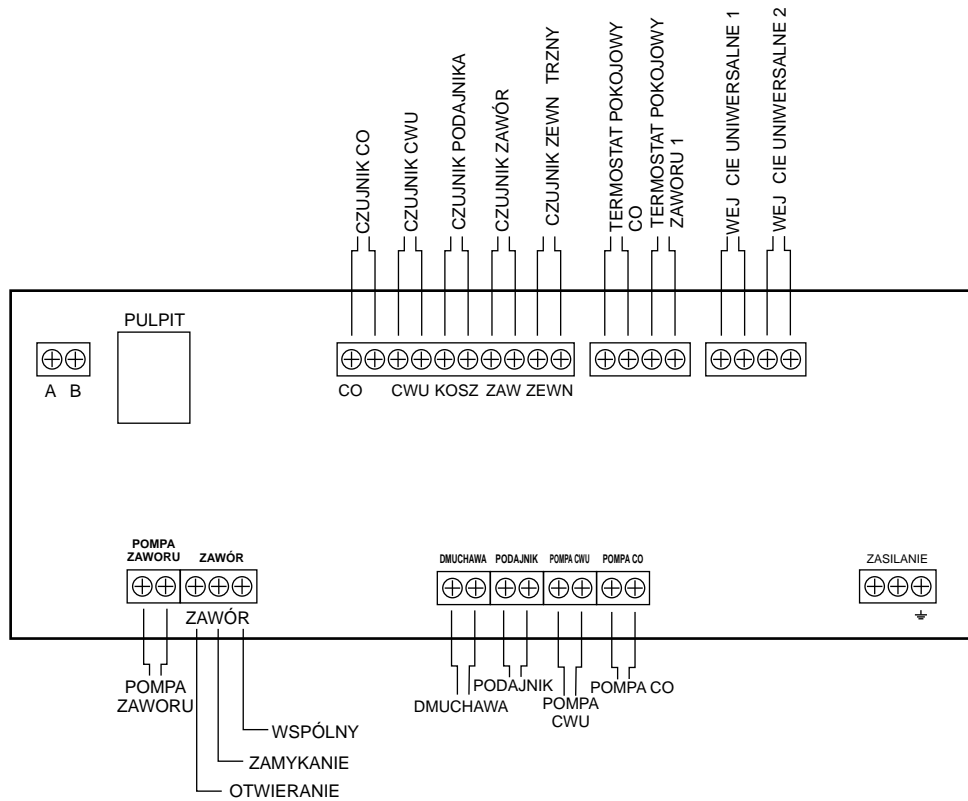 CZUJNIK CO
CZUJNIK CWU
CZUJNIK PODAJNIKA
CZUJNIK ZAWÓR
CZUJNIK ZEWN TRZNY
TERMOSTAT POKOJOWY
CO
TERMOSTAT POKOJOWY
ZAWORU 1
WEJ CIE UNIWERSALNE 1
WEJ CIE UNIWERSALNE 2
PULPIT
A B
CO CWU KOSZ ZAW ZEWN
POMPA
ZAWORU
ZAWÓR
DMUCHAWA PODAJNIK POMPA CWU POMPA CO
ZASILANIE
ZAWÓR
POMPA
ZAWORU
WSPÓLNY
ZAMYKANIE
OTWIERANIE
DMUCHAWA
PODAJNIK
POMPA
CWU
POMPA CO